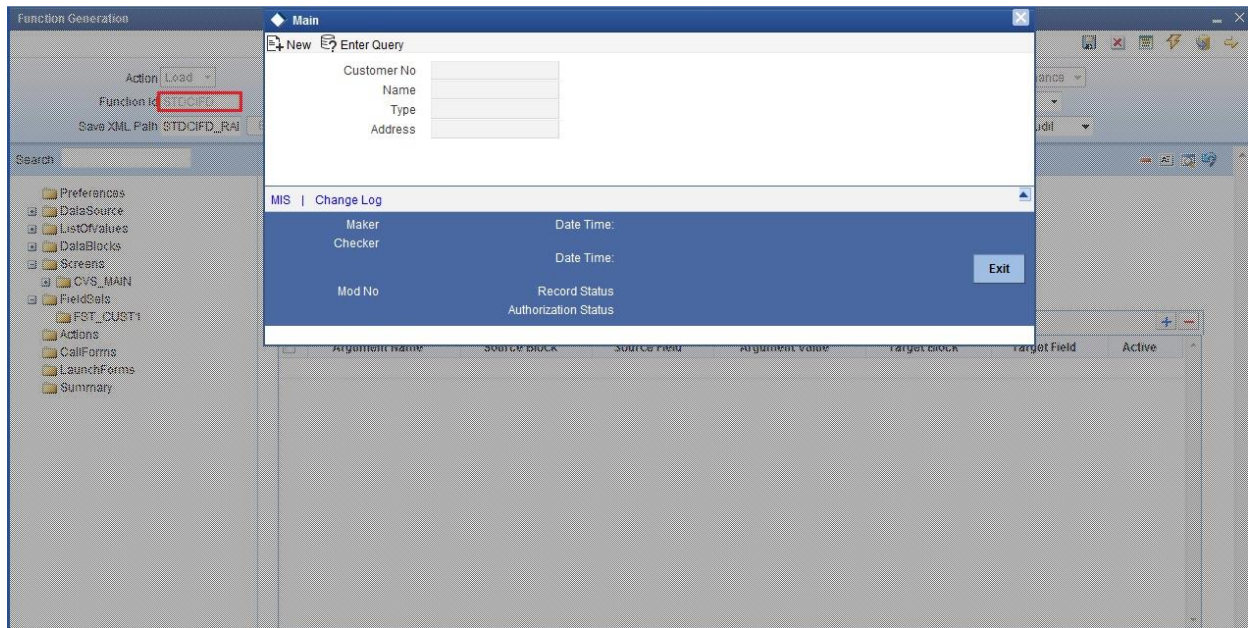 Function Generation
Main
New Enter Query
Action Load
Function Id STDCIFD
Save XML Path STDCIFD_RAI
Search
Customer No
Name
Type
Address
MIS | Change Log
Maker Date Time:
Checker
Date Time:
Exit
Mod No Record Status
Authorization Status
Preferences
DataSource
ListOfValues
DataBlocks
Screens
CVS_MAIN
FieldSets
FST_CUST1
Actions
CallForms
LaunchForms
Summary
Argument Name Source Block Source Field Argument Value Target Block Target Field Active